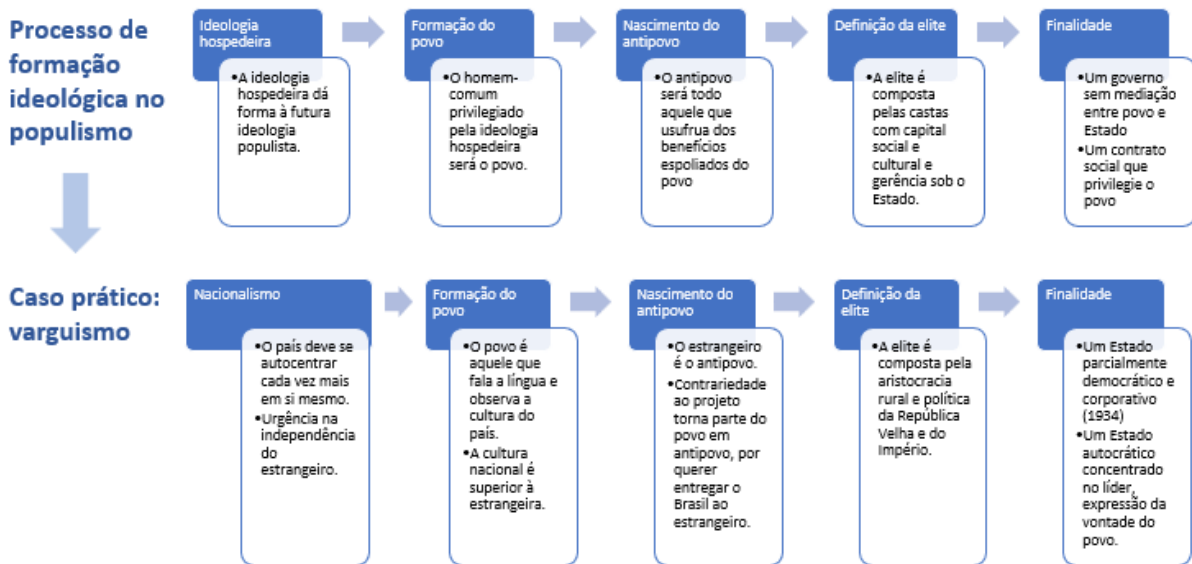 Processo de
formação
ideológica no
populismo
Ideologia
hospedeira
•A ideologia
hospedeira dá
forma à futura
ideologia
populista.
Formação do
povo
•O homem-
comum
privilegiado
pela ideologia
hospedeira
será o povo.
Nascimento do
antipovo
•O antipovo
será todo
aquele que
usufrua dos
benefícios
espoliados do
povo
Definição da elite
•A elite é
composta
pelas castas
com capital
social e
cultural e
gerência sob o
Estado.
Finalidade
•Um governo
sem mediação
entre povo e
Estado
•Um contrato
social que
privilegie o
povo
Caso prático:
varguismo
Nacionalismo
•O país deve se
autocentrar
cada vez mais
em si mesmo.
•Urgência na
independência
do
estrangeiro.
Formação do
povo
•O povo é
aquele que
fala a língua e
observa a
cultura do
país.
•A cultura
nacional é
superior à
estrangeira.
Nascimento do
antipovo
•O estrangeiro
é o antipovo.
•Contrariedade
ao projeto
torna parte do
povo em
antipovo, por
querer
entregar o
Brasil ao
estrangeiro.
Definição da
elite
•A elite é
composta pela
aristocracia
rural e política
da República
Velha e do
Império.
Finalidade
•Um Estado
parcialmente
democrático e
corporativo
(1934)
•Um Estado
autocrático
concentrado
no líder,
expressão da
vontade do
povo.